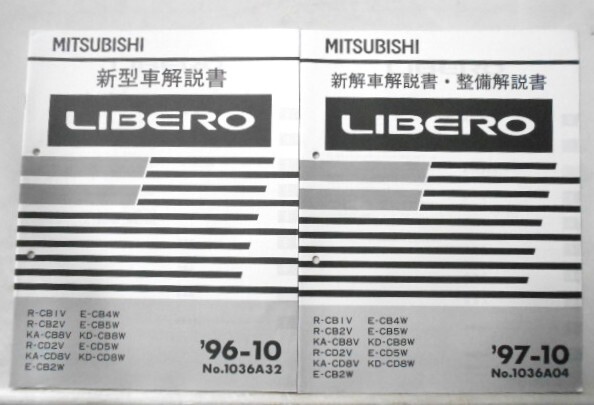 MITSUBISHI
新型車解説書
LIBERO
R-CB1V E-CB4W
R-CB2V E-CB5W
KA-CB8V KD-CB8W
R-CD2V E-CD5W
KA-CD8V KD-CD8W
E-CB2W
'96-10
No.1036A32
MITSUBISHI
新解車解説書・整備解説書
LIBERO
R-CB1V E-CB4W
R-CB2V E-CB5W
KA-CB8V KD-CB8W
R-CD2V E-CD5W
KA-CD8V KD-CD8W
E-CB2W
'97-10
No.1036A04